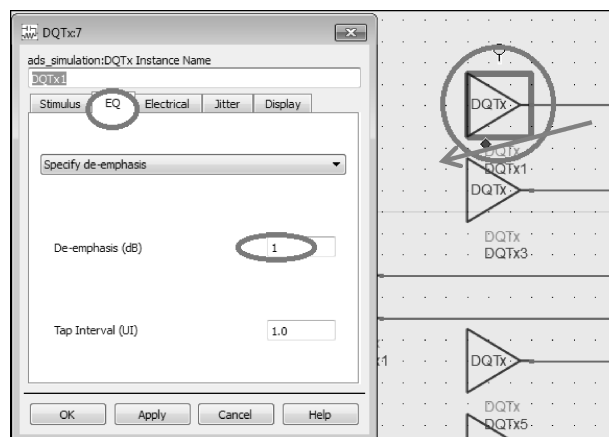 DQTx:7
ads_simulation:DQTx Instance Name
DQTx1
Stimulus EQ Electrical Jitter Display
Specify de-emphasis
De-emphasis (dB) 1
Tap Interval (UI) 1.0
OK Apply Cancel Help
DQTx
DQTx
DQTx1
DQTx
DQTx
DQTx3
x1
DQTx
DQTx
DQTx5